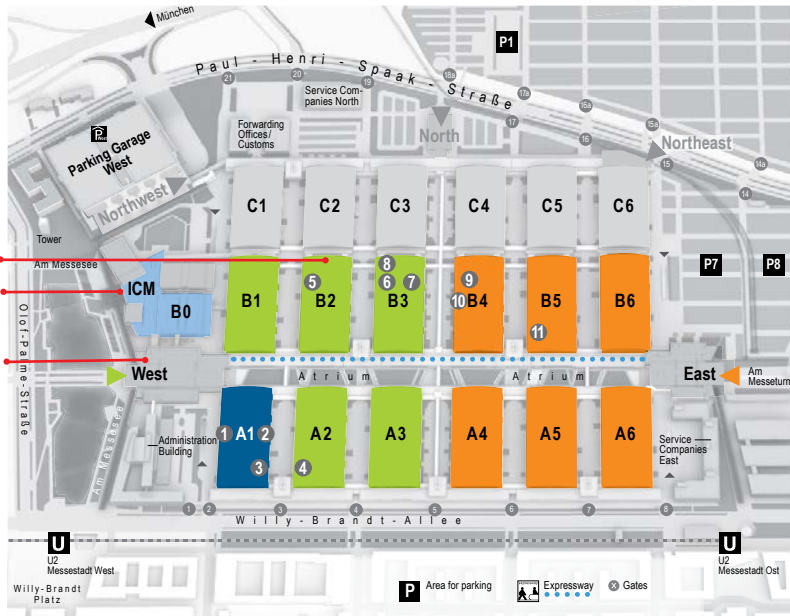 München
P1
Paul - Henri - Spaak - Straße
21
20
19
18a
17a
16a
15a
14a
Service Com-
panies North
17
16
15
14
Forwarding
Offices/
Customs
North
Northeast
P
West
Parking Garage
West
Northwest
C1 C2 C3 C4 C5 C6
Tower
Am Messesee
P7 P8
ICM
B0
5 8 6 7 9 10 11
B1 B2 B3 B4 B5 B6
Olof-Palme-Straße
West
Atrium Atrium
East
Am
Messeturm
Am Messesee
Administration
Building
1 A1 2
3 4
A2 A3 A4 A5 A6
Service
Companies
East
1 2 3 4 5 6 7 8
Willy-Brandt-Allee
U
U2
Messestadt West
U
U2
Messestadt Ost
Willy-Brandt
Platz
P Area for parking
Expressway
X Gates